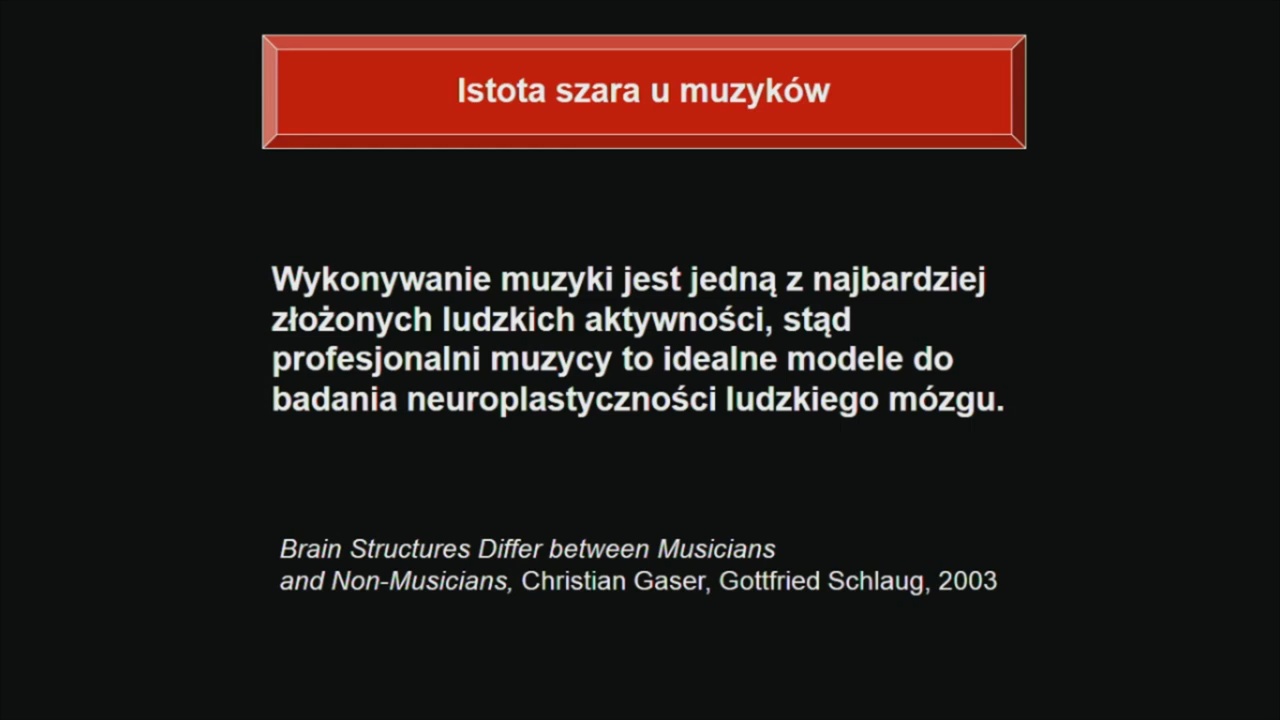 Istota szara u muzyków
Wykonywanie muzyki jest jedną z najbardziej
złożonych ludzkich aktywności, stąd
profesjonalni muzycy to idealne modele do
badania neuroplastyczności ludzkiego mózgu.
Brain Structures Differ between Musicians
and Non-Musicians, Christian Gaser, Gottfried Schlaug, 2003